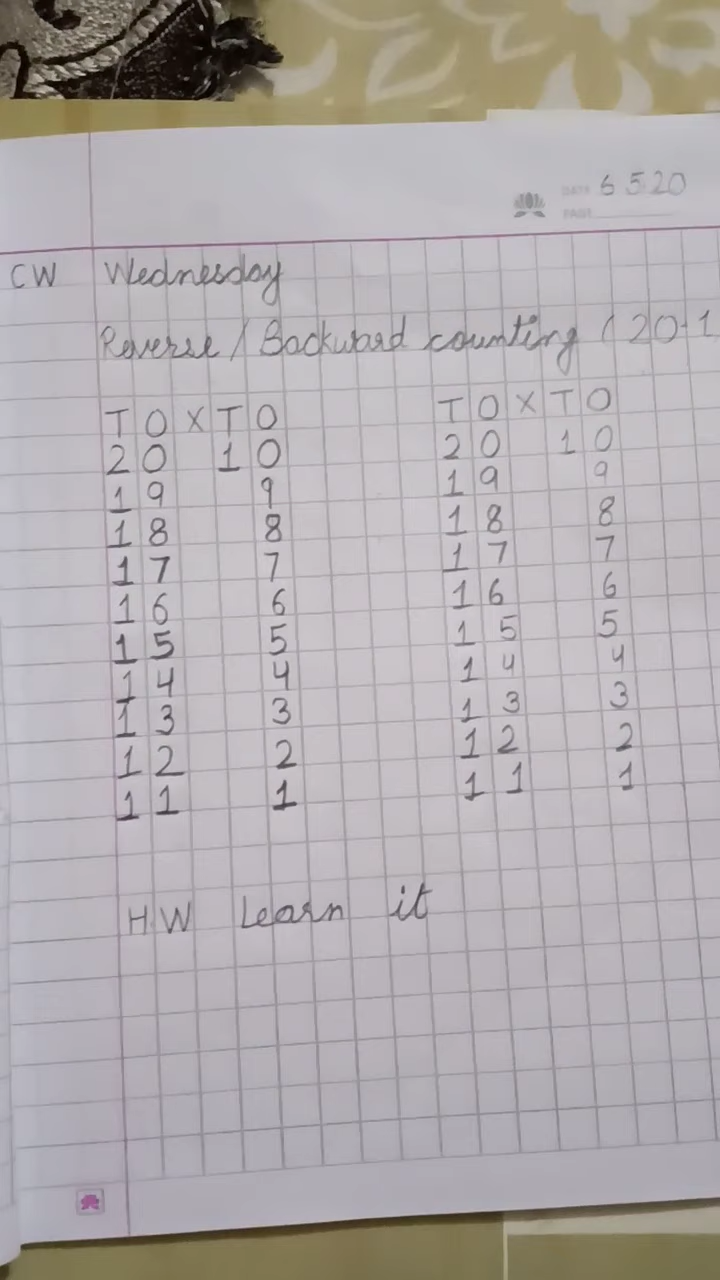 DATE 6 5 20
PAGE
CW Wednesday
Reverse / Backward counting (20-1
T O X T O T O X T O
2 0 1 0 2 0 1 0
1 9 9 1 9 9
1 8 8 1 8 8
1 7 7 1 7 7
1 6 6 1 6 6
1 5 5 1 5 5
1 4 4 1 4 4
1 3 3 1 3 3
1 2 2 1 2 2
1 1 1 1 1 1
H.W Learn it